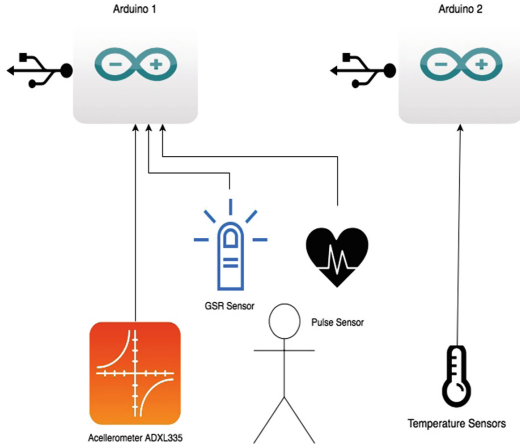 Arduino 1
Arduino 2
GSR Sensor
Pulse Sensor
Acellerometer ADXL335
Temperature Sensors